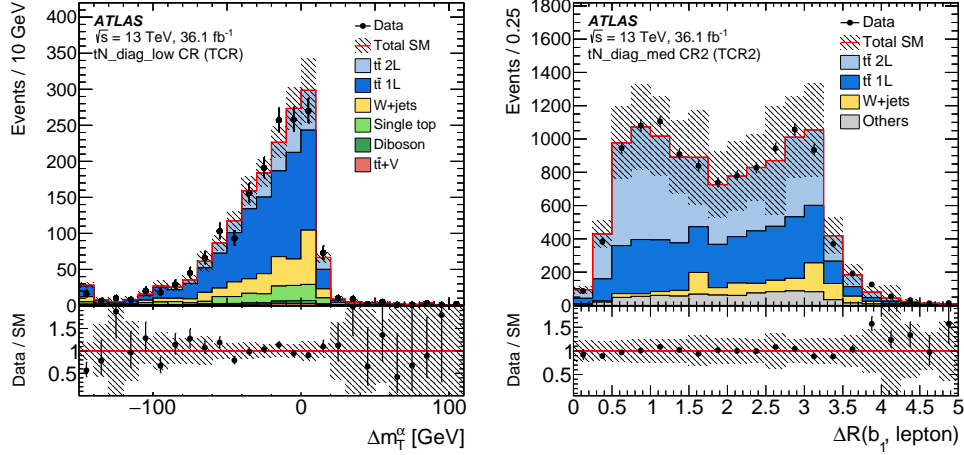 ATLAS
√s = 13 TeV, 36.1 fb⁻¹
tN_diag_low CR (TCR)
Data
Total SM
tt̄ 2L
tt̄ 1L
W+jets
Single top
Diboson
tt̄+V
Events / 10 GeV
400
350
300
250
200
150
100
50
0
Data / SM
1.5
1
0.5
−100
0
100
Δm_T^α [GeV]
ATLAS
√s = 13 TeV, 36.1 fb⁻¹
tN_diag_med CR2 (TCR2)
Data
Total SM
tt̄ 2L
tt̄ 1L
W+jets
Others
Events / 0.25
1600
1400
1200
1000
800
600
400
200
0
Data / SM
1.5
1
0.5
0
0.5
1
1.5
2
2.5
3
3.5
4
4.5
5
ΔR(b₁, lepton)